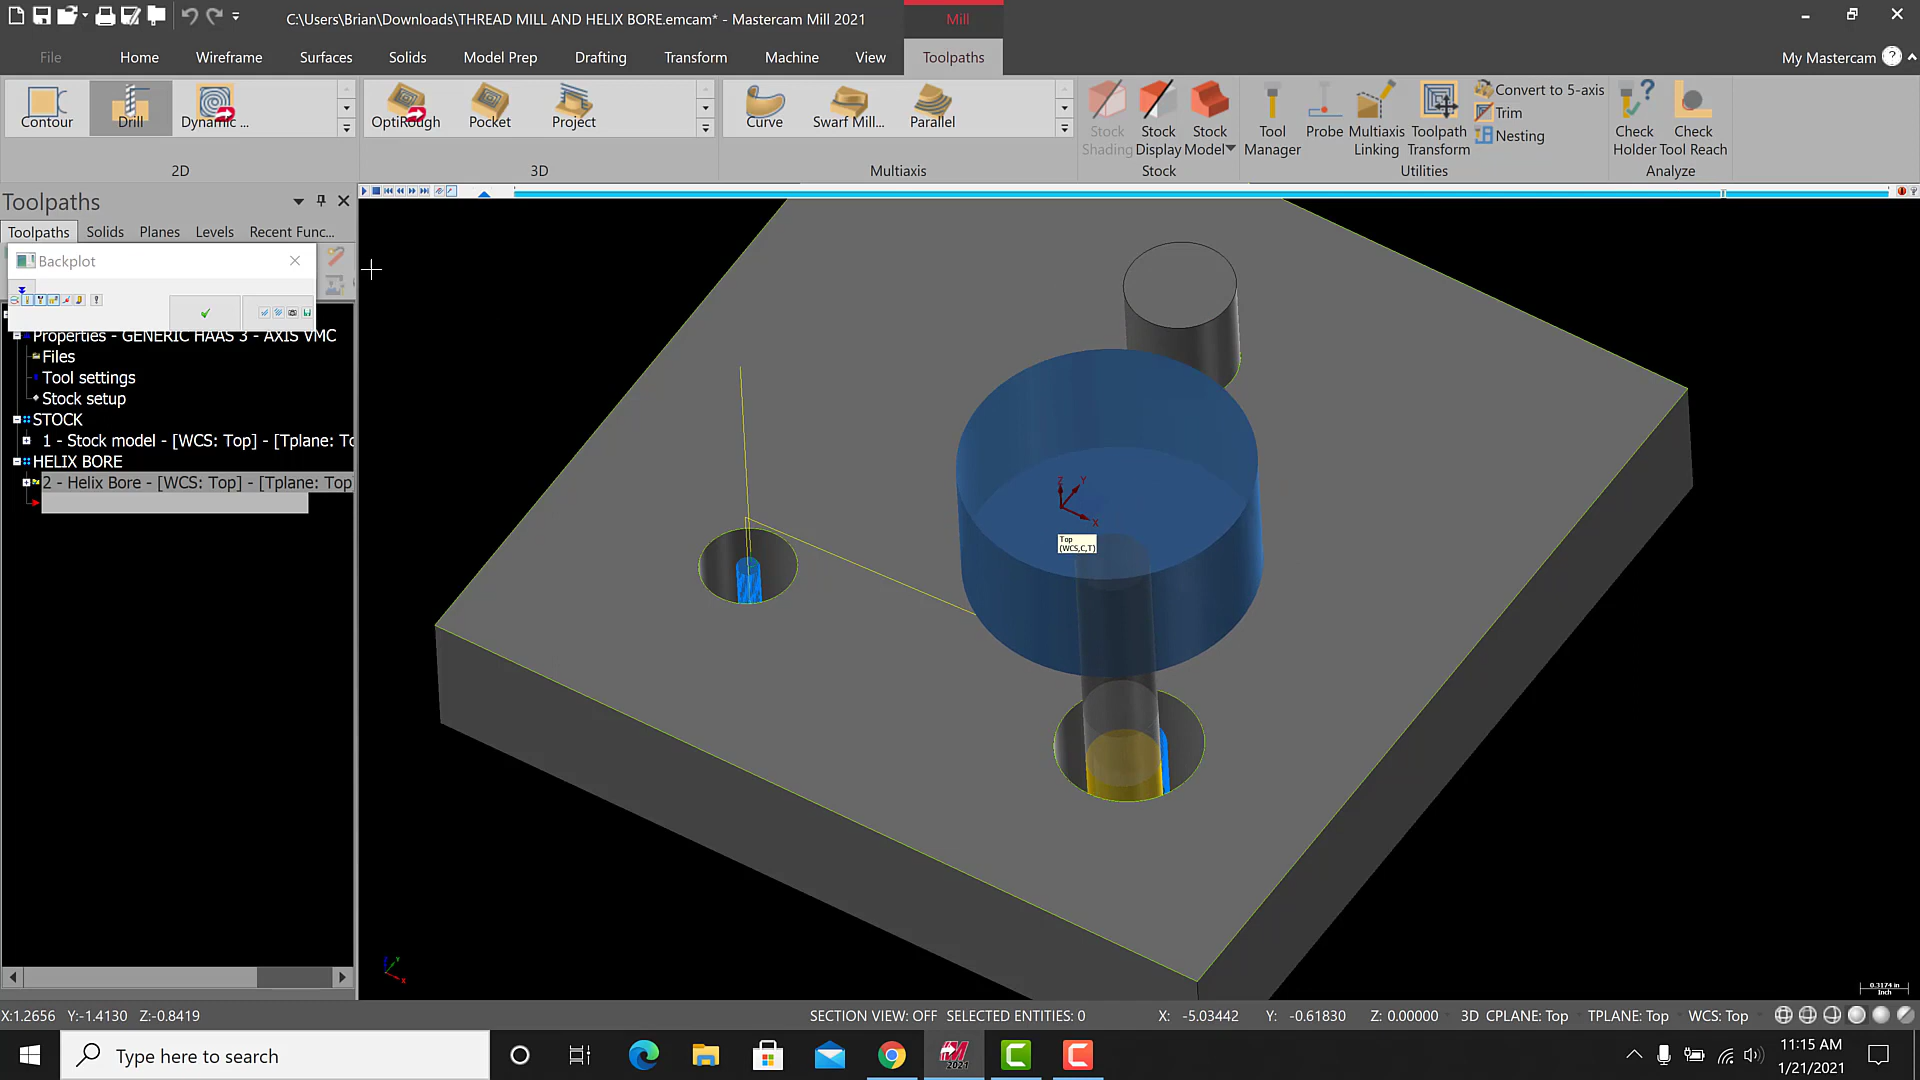 C:\Users\Brian\Downloads\THREAD MILL AND HELIX BORE.emcam* - Mastercam Mill 2021
Mill
File
Home
Wireframe
Surfaces
Solids
Model Prep
Drafting
Transform
Machine
View
Toolpaths
My Mastercam
Contour
Drill
Dynamic ...
OptiRough
Pocket
Project
Curve
Swarf Mill...
Parallel
Stock Shading
Stock Display
Stock Model
Tool Manager
Probe
Multiaxis Linking
Toolpath Transform
Convert to 5-axis
Trim
Nesting
Check Holder
Check Tool Reach
2D
3D
Multiaxis
Stock
Utilities
Analyze
Toolpaths
Toolpaths
Solids
Planes
Levels
Recent Func...
Backplot
Properties - GENERIC HAAS 3 - AXIS VMC
Files
Tool settings
Stock setup
STOCK
1 - Stock model - [WCS: Top] - [Tplane: To
HELIX BORE
2 - Helix Bore - [WCS: Top] - [Tplane: Top
Z
Y
X
Top
(WCS,C,T)
0.3174 in
Inch
X:1.2656 Y:-1.4130 Z:-0.8419
SECTION VIEW: OFF SELECTED ENTITIES: 0
X: -5.03442 Y: -0.61830 Z: 0.00000 3D CPLANE: Top TPLANE: Top WCS: Top
Type here to search
2021
11:15 AM
1/21/2021